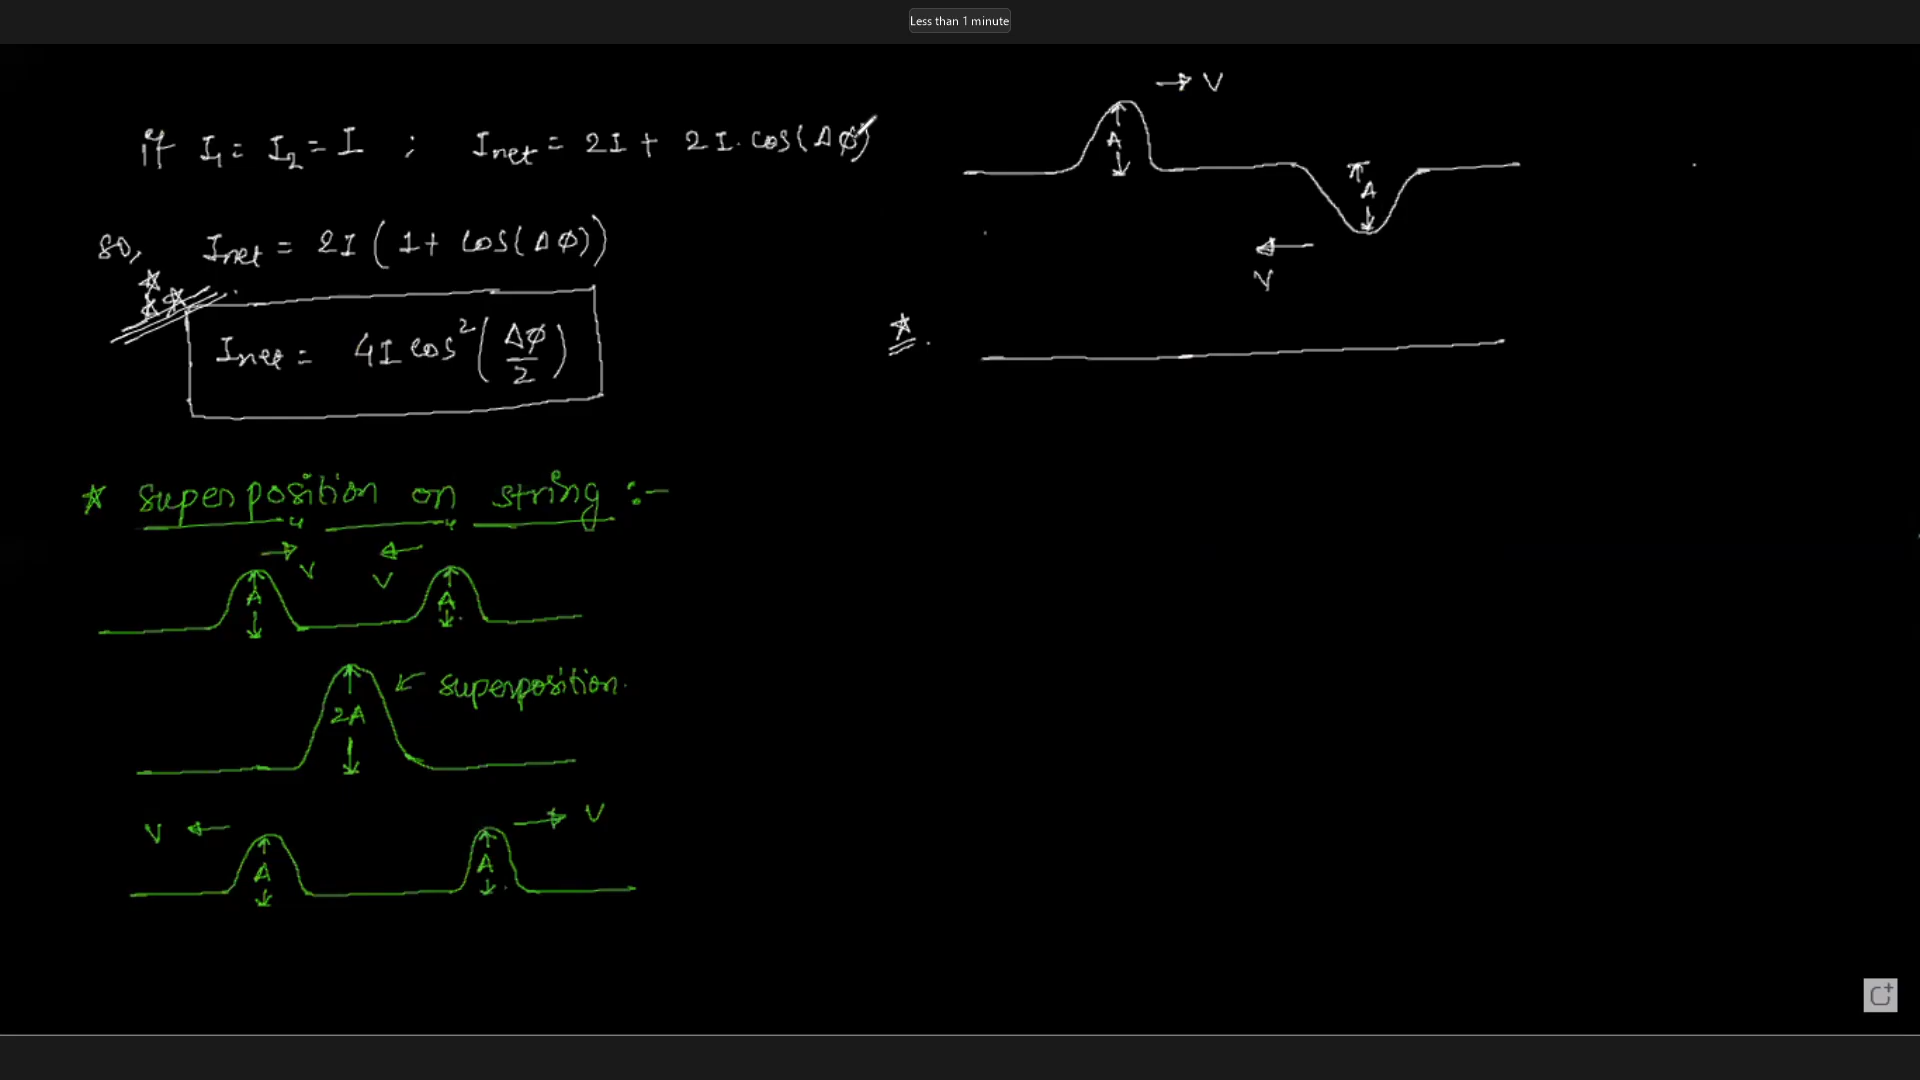 Less than 1 minute
if I₁ = I₂ = I ; Inet = 2I + 2I.cos(Δφ)
so, Inet = 2I(1+ cos(Δφ))
Inet = 4I cos²(Δφ/2)
* superposition on string :-
→ V
V ←
A
A
2A
← superposition.
V ←
→ V
A
A
→ V
A
A
←
V
*